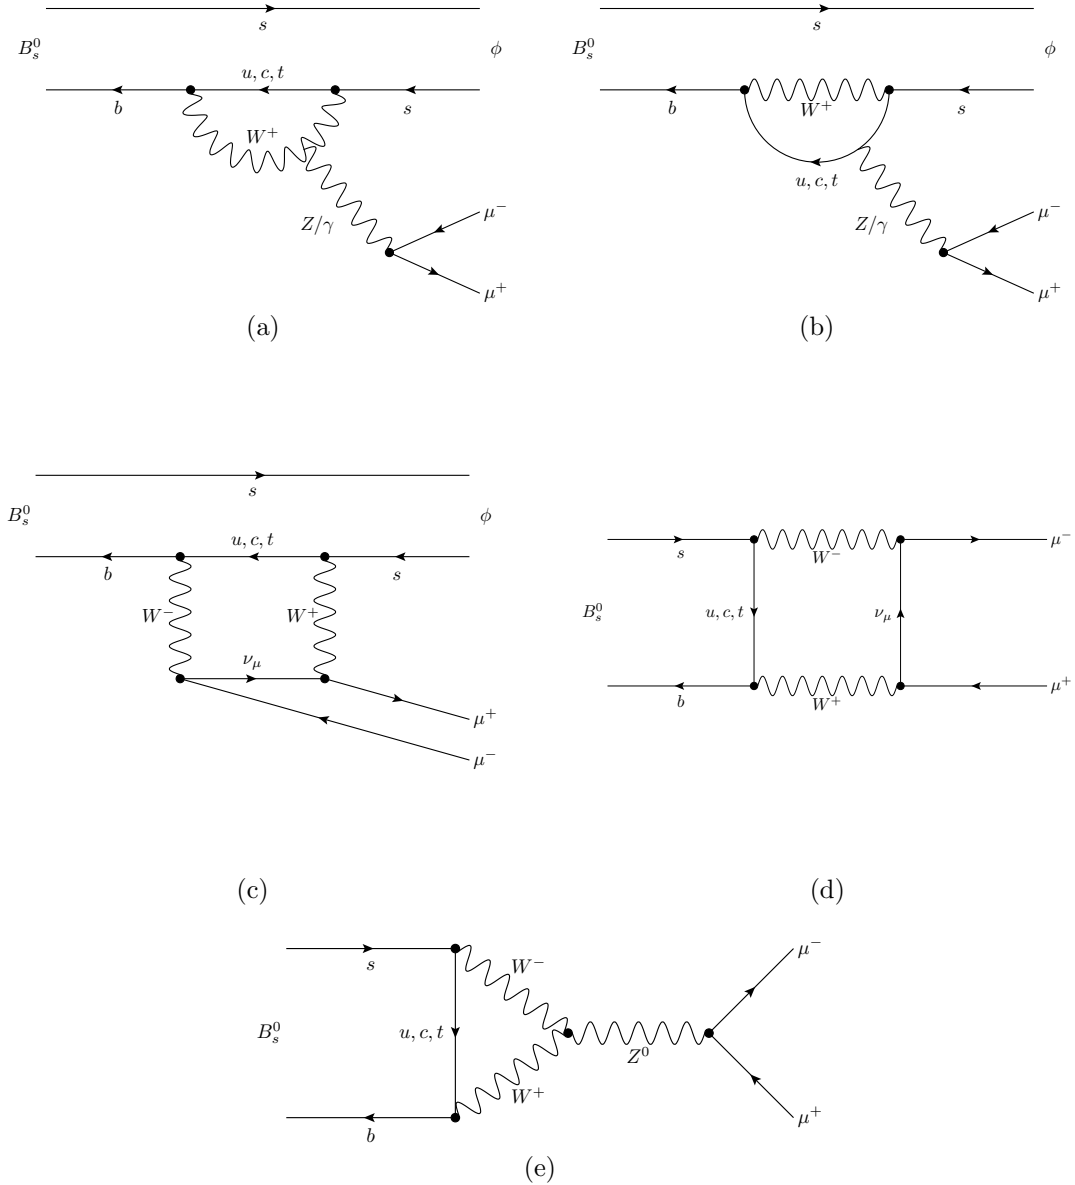 s s
$B_s^0$ ϕ $B_s^0$ ϕ
u, c, t
b s b $W^+$ s
$W^+$
u, c, t
Z/γ $μ^-$ Z/γ $μ^-$
$μ^+$ $μ^+$
(a) (b)
s
$B_s^0$ ϕ
u, c, t
b s
$W^-$ $W^+$
$ν_μ$
$μ^+$
$μ^-$
s $W^-$ $μ^-$
$B_s^0$ u, c, t $ν_μ$
b $W^+$ $μ^+$
(c) (d)
s $W^-$ $μ^-$
$B_s^0$ u, c, t $Z^0$
b $W^+$ $μ^+$
(e)